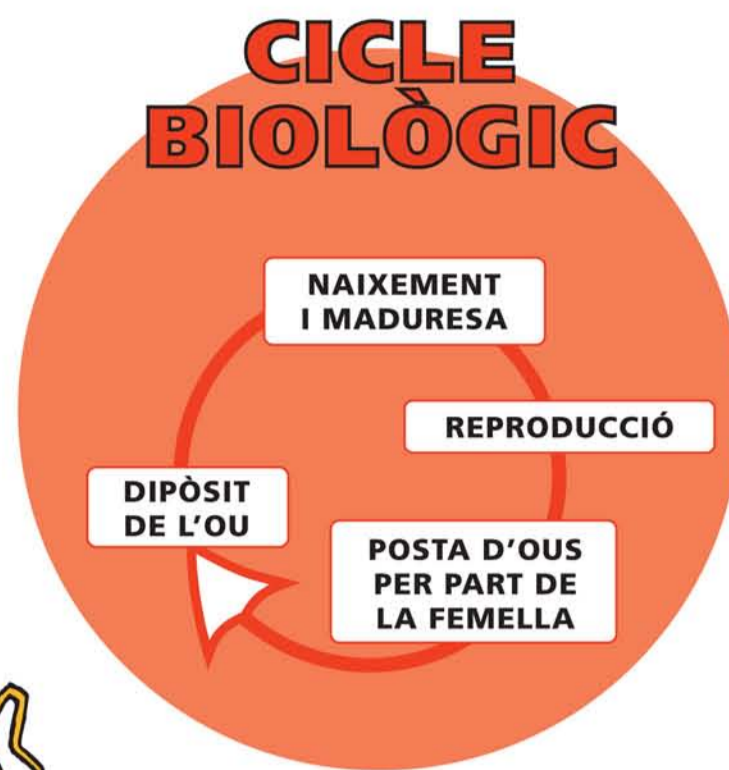 CICLE
BIOLÒGIC
NAIXEMENT
I MADURESA
REPRODUCCIÓ
DIPÒSIT
DE L'OU
POSTA D'OUS
PER PART DE
LA FEMELLA